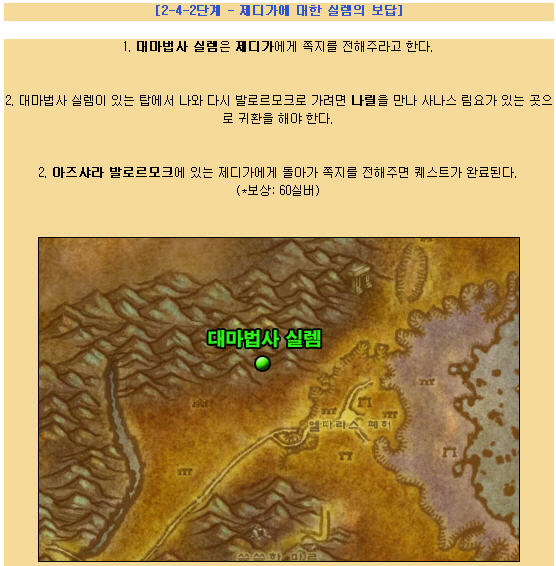 [2-4-2단계 - 제디가에 대한 실렘의 보답]
1. 대마법사 실렘은 제디가에게 쪽지를 전해주라고 한다.
2. 대마법사 실렘이 있는 탑에서 나와 다시 발로르모크로 가려면 나릴을 만나 사나스 림요가 있는 곳으
로 귀환을 해야 한다.
2. 아즈샤라 발로르모크에 있는 제디가에게 돌아가 쪽지를 전해주면 퀘스트가 완료된다.
(*보상: 60실버)
대마법사 실렘
엘다라스 폐허